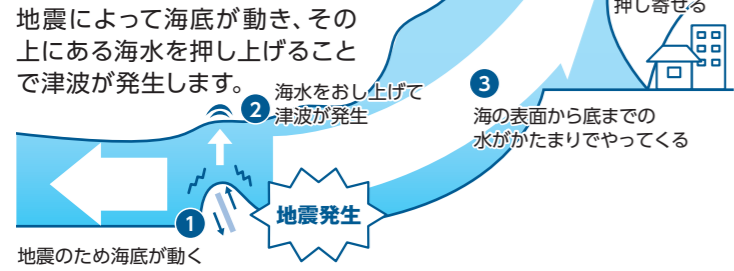 地震によって海底が動き、その
上にある海水を押し上げること
で津波が発生します。
押し寄せる
2 海水をおし上げて
津波が発生
3
海の表面から底までの
水がかたまりでやってくる
1
地震発生
地震のため海底が動く